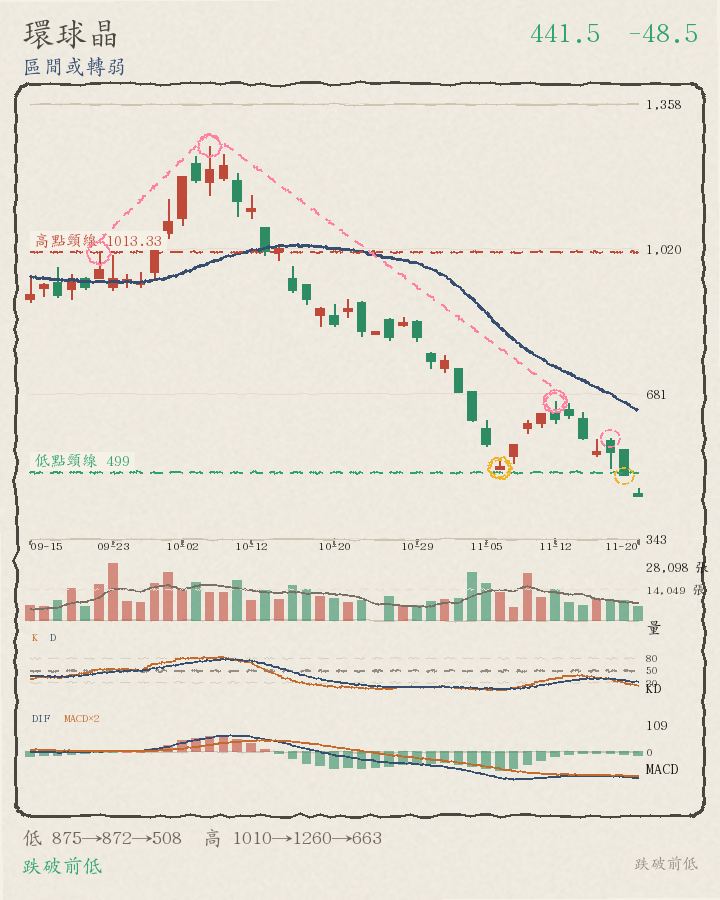 環球晶
441.5 -48.5
區間或轉弱
1,358
高點頸線 1013.33
1,020
681
低點頸線 499
09-15 09-23 10-02 10-12 10-20 10-29 11-05 11-12 11-20
343
28,098 張
14,049 張
量
K D
80
50
20
KD
DIF MACD×2
109
0
MACD
低 875→872→508 高 1010→1260→663
跌破前低
跌破前低